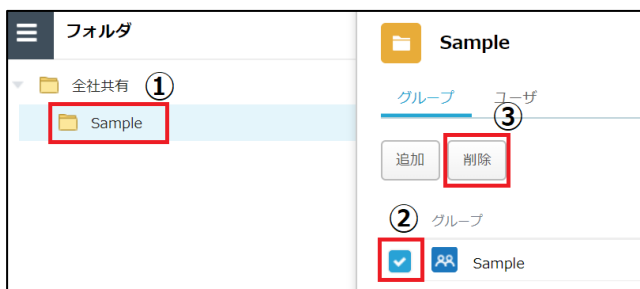 フォルダ
全社共有 ①
Sample
Sample
グループ ユーザ
③
追加 削除
② グループ
Sample